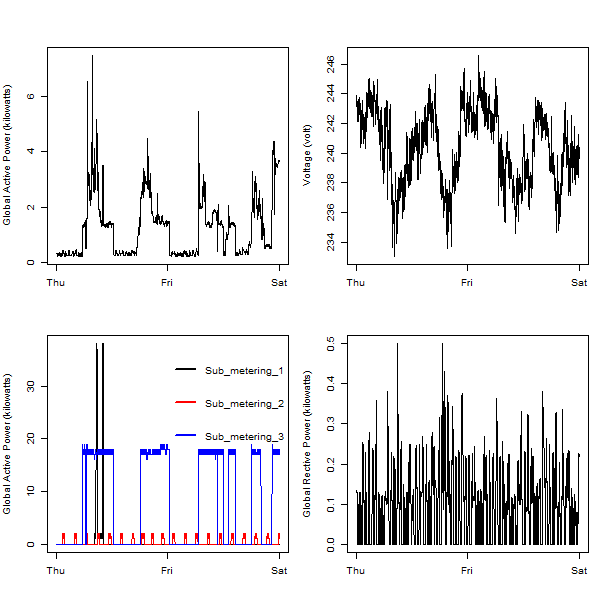 Global Active Power (kilowatts)
0 2 4 6
Thu Fri Sat
Voltage (volt)
234 236 238 240 242 244 246
Thu Fri Sat
Global Active Power (kilowatts)
0 10 20 30
Sub_metering_1
Sub_metering_2
Sub_metering_3
Thu Fri Sat
Global Rective Power (kilowatts)
0.0 0.1 0.2 0.3 0.4 0.5
Thu Fri Sat